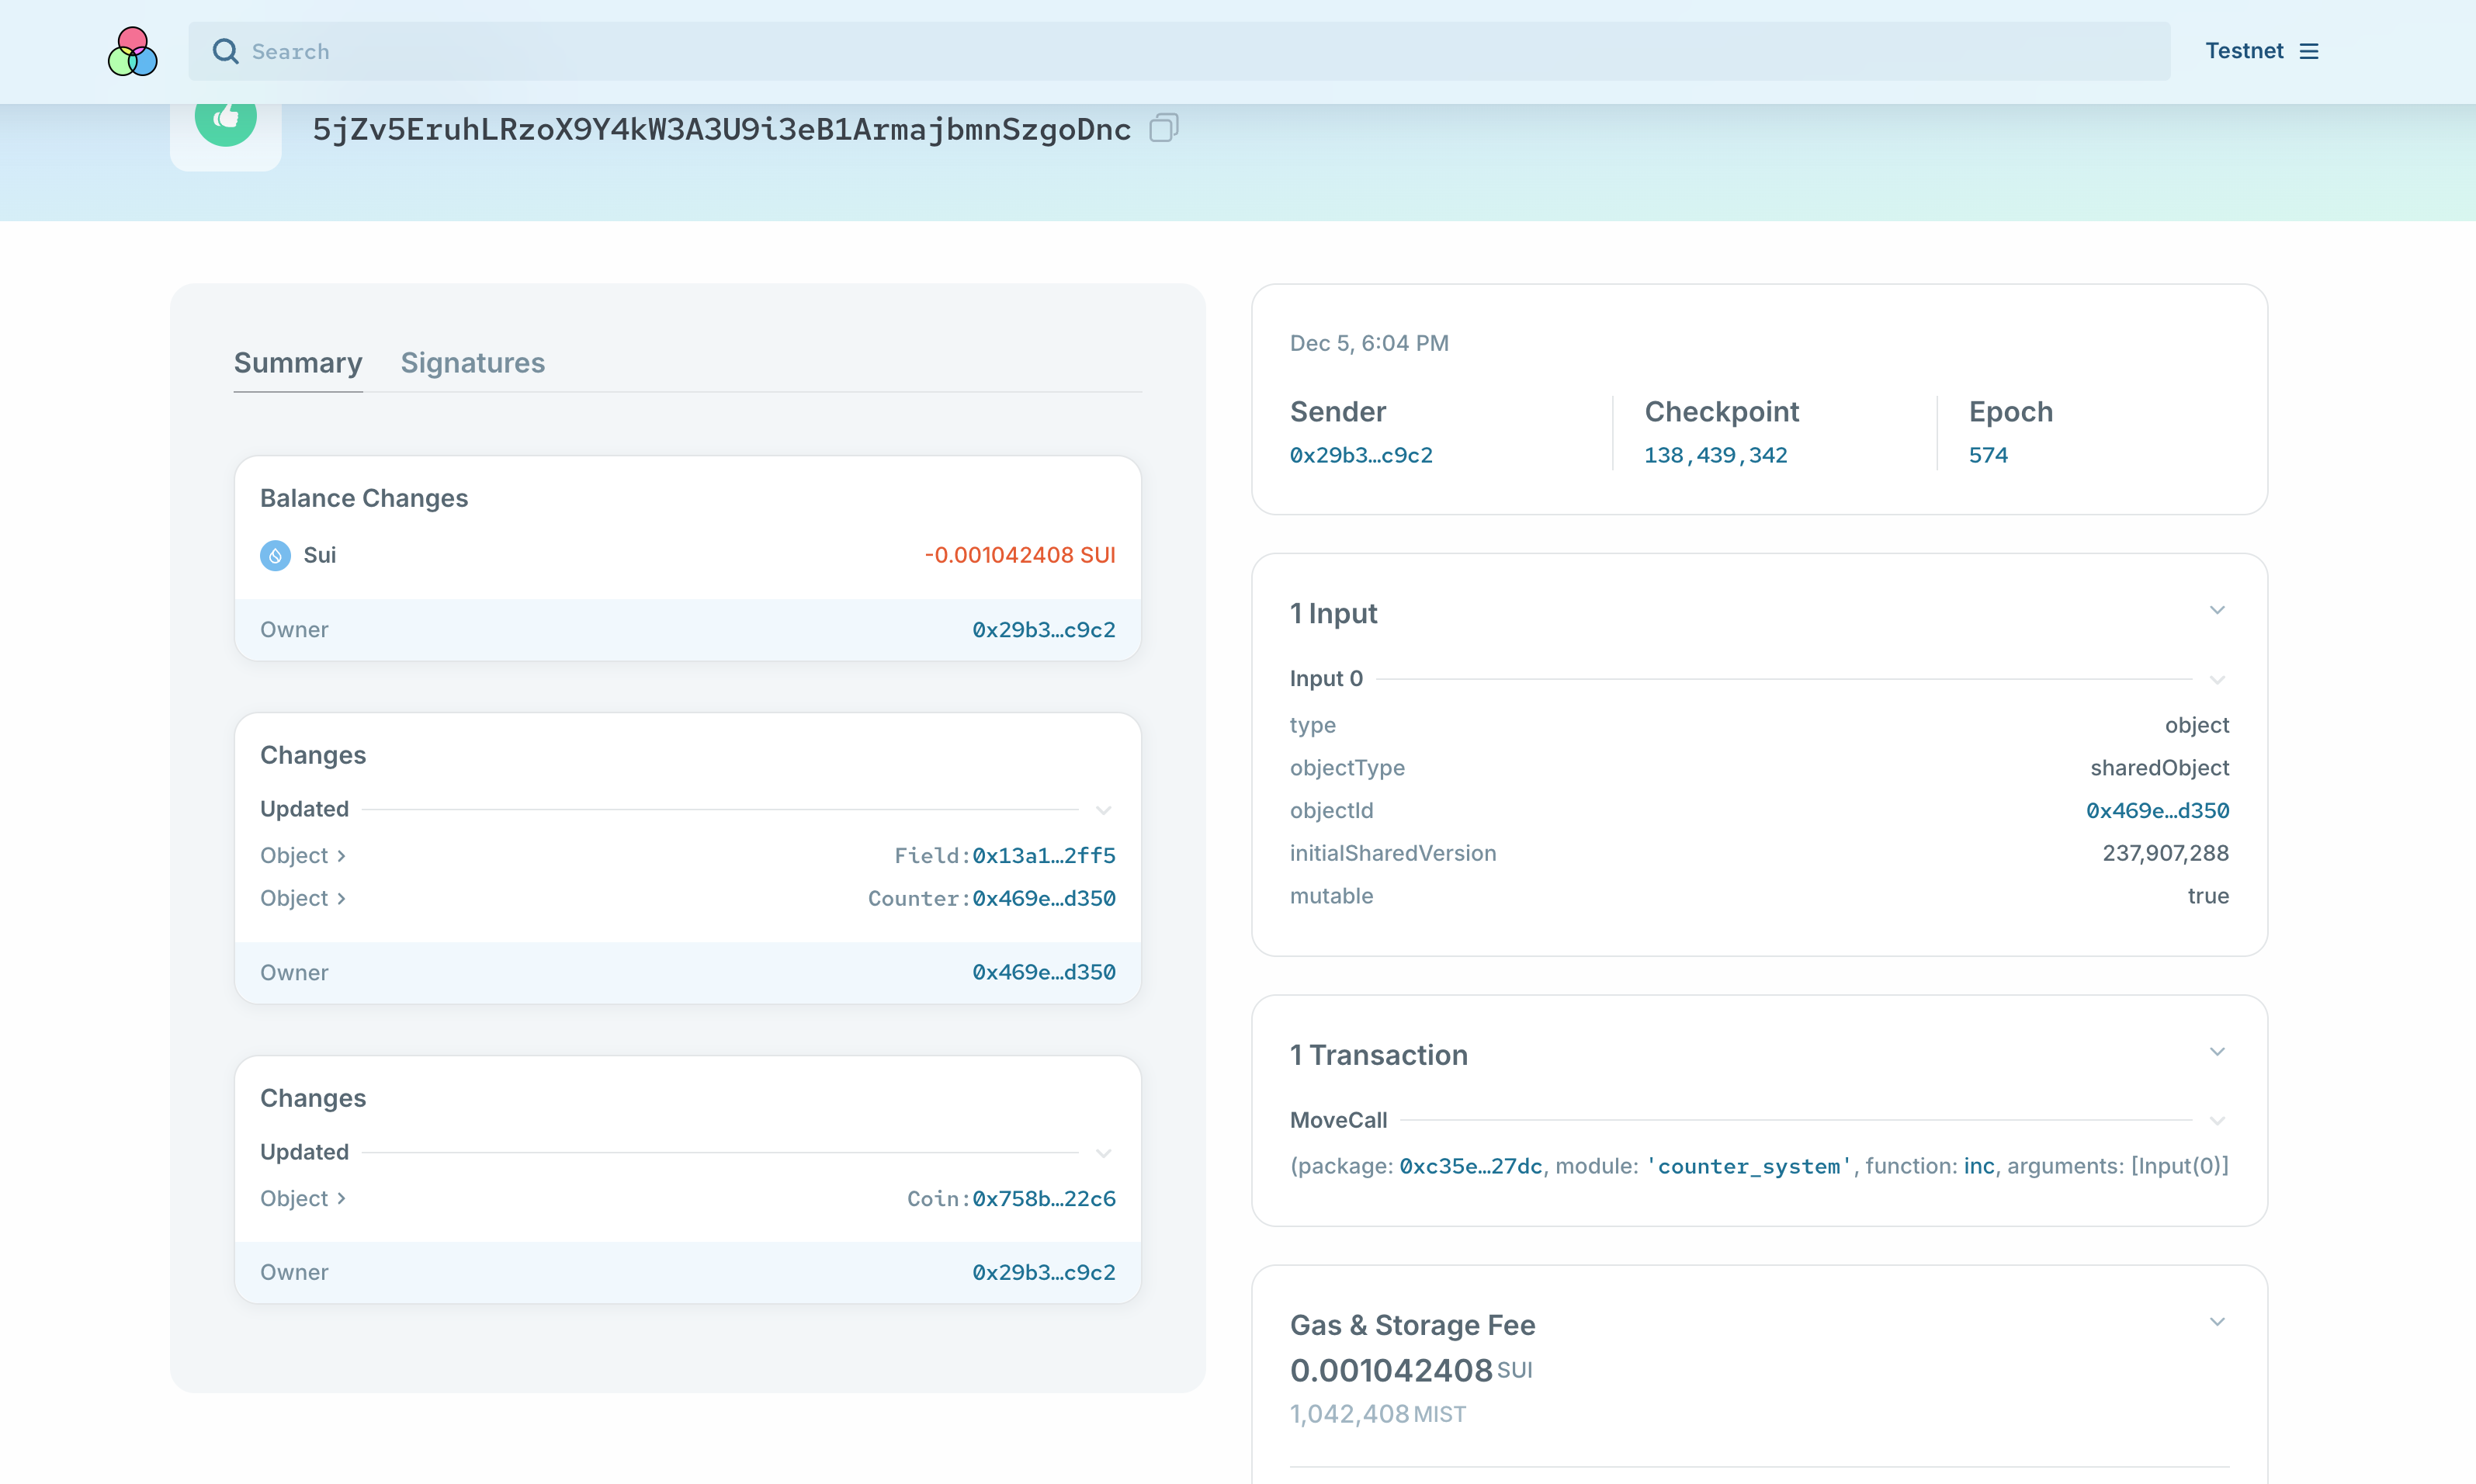 Search
Testnet
5jZv5EruhLRzoX9Y4kW3A3U9i3eB1ArmajbmnSzgoDnc
Summary
Signatures
Balance Changes
Sui
-0.001042408 SUI
Owner
0x29b3…c9c2
Changes
Updated
Object
Field:0x13a1…2ff5
Object
Counter:0x469e…d350
Owner
0x469e…d350
Changes
Updated
Object
Coin:0x758b…22c6
Owner
0x29b3…c9c2
Dec 5, 6:04 PM
Sender
0x29b3…c9c2
Checkpoint
138,439,342
Epoch
574
1 Input
Input 0
type
object
objectType
sharedObject
objectId
0x469e…d350
initialSharedVersion
237,907,288
mutable
true
1 Transaction
MoveCall
(package: 0xc35e…27dc, module: 'counter_system', function: inc, arguments: [Input(0)]
Gas & Storage Fee
0.001042408 SUI
1,042,408 MIST